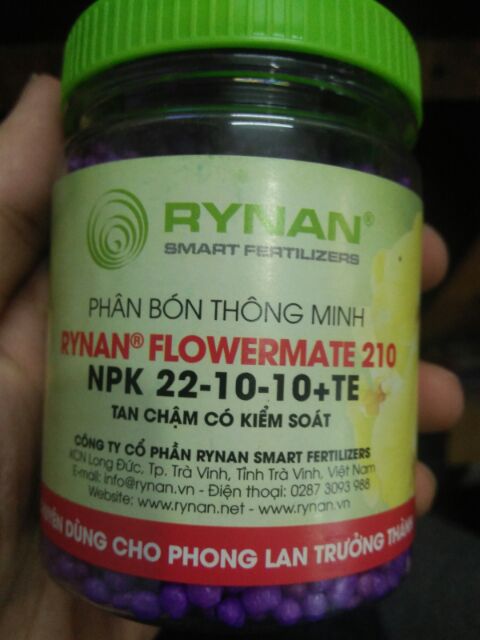 RYNAN®
SMART FERTILIZERS
PHÂN BÓN THÔNG MINH
RYNAN® FLOWERMATE 210
NPK 22-10-10+TE
TAN CHẬM CÓ KIỂM SOÁT
CÔNG TY CỔ PHẦN RYNAN SMART FERTILIZERS
KCN Long Đức, Tp. Trà Vinh, Tỉnh Trà Vinh, Việt Nam
E-mail: info@rynan.vn - Điện thoại: 0287 3093 988
Website: www.rynan.net - www.rynan.vn
DÙNG CHO PHONG LAN TRƯỞNG